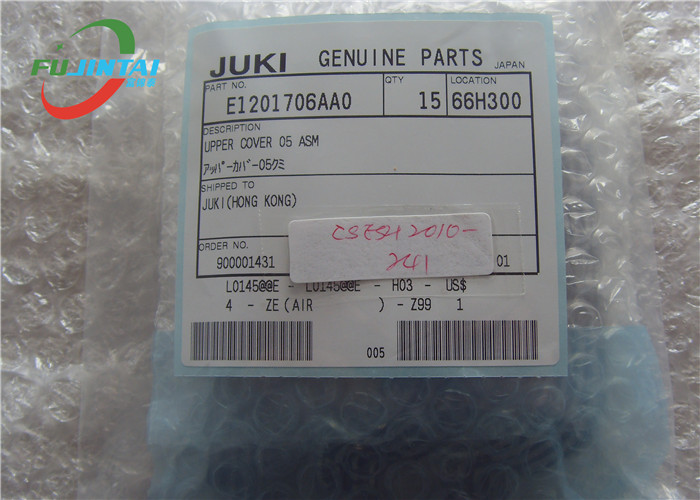 FUJINTAI
JUKI GENUINE PARTS JAPAN
PART NO. QTY LOCATION
E1201706AA0 15 66H300
DESCRIPTION
UPPER COVER 05 ASM
アッパーカバー05クミ
SHIPPED TO
JUKI(HONG KONG)
ORDER NO.
900001431 01
L0145@@E - L0145@@E - H03 - US$
4 - ZE(AIR ) - Z99 1
005
2010-
241